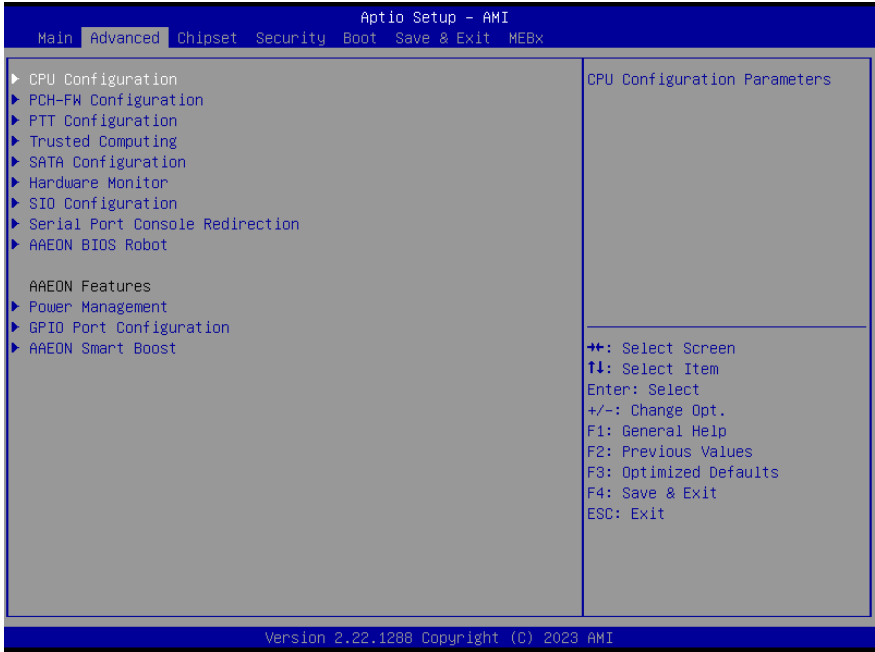 Aptio Setup – AMI
Main Advanced Chipset Security Boot Save & Exit MEBx
▶ CPU Configuration
▶ PCH-FW Configuration
▶ PTT Configuration
▶ Trusted Computing
▶ SATA Configuration
▶ Hardware Monitor
▶ SIO Configuration
▶ Serial Port Console Redirection
▶ AAEON BIOS Robot
AAEON Features
▶ Power Management
▶ GPIO Port Configuration
▶ AAEON Smart Boost
CPU Configuration Parameters
→←: Select Screen
↑↓: Select Item
Enter: Select
+/-: Change Opt.
F1: General Help
F2: Previous Values
F3: Optimized Defaults
F4: Save & Exit
ESC: Exit
Version 2.22.1288 Copyright (C) 2023 AMI